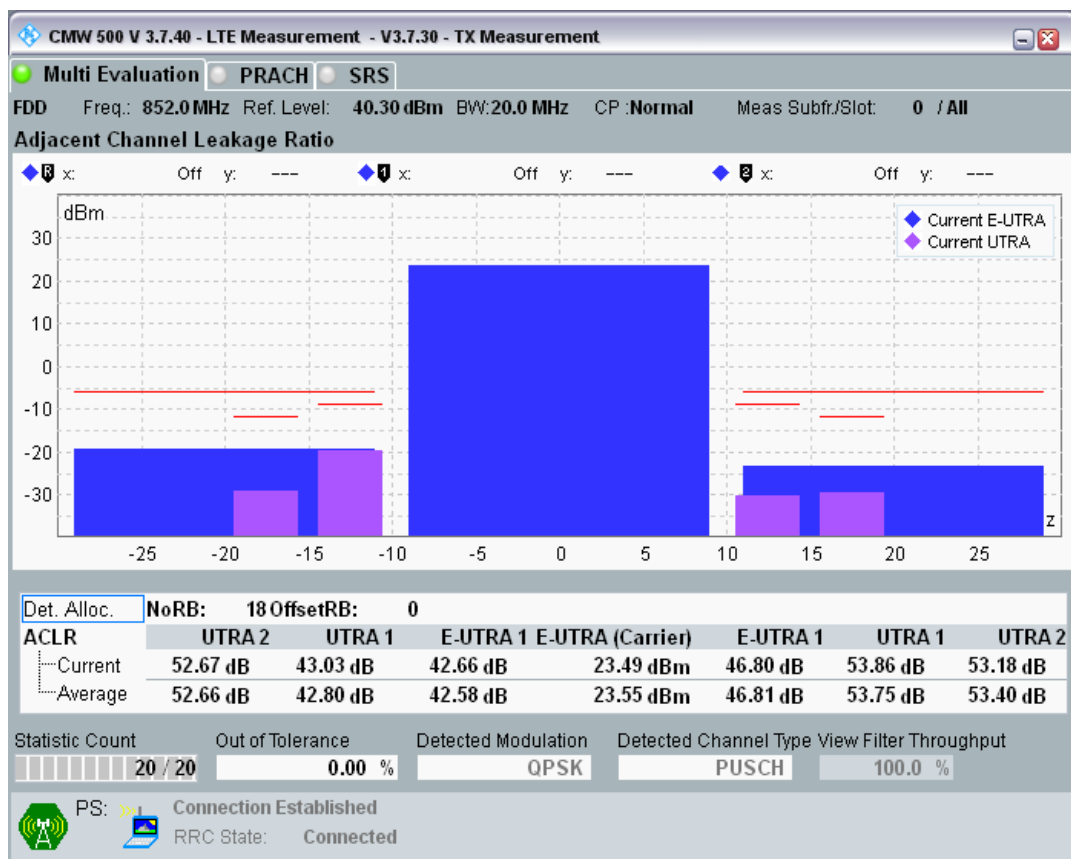 CMW 500 V 3.7.40 - LTE Measurement - V3.7.30 - TX Measurement
Multi Evaluation PRACH SRS
FDD Freq.: 852.0 MHz Ref. Level: 40.30 dBm BW:20.0 MHz CP :Normal Meas Subfr./Slot: 0 / All
Adjacent Channel Leakage Ratio
R x: Off y: --- 1 x: Off y: --- 2 x: Off y: ---
dBm
Current E-UTRA
Current UTRA
30
20
10
0
-10
-20
-30
z
-25 -20 -15 -10 -5 0 5 10 15 20 25
Det. Alloc. NoRB: 18 OffsetRB: 0
ACLR UTRA 2 UTRA 1 E-UTRA 1 E-UTRA (Carrier) E-UTRA 1 UTRA 1 UTRA 2
Current 52.67 dB 43.03 dB 42.66 dB 23.49 dBm 46.80 dB 53.86 dB 53.18 dB
Average 52.66 dB 42.80 dB 42.58 dB 23.55 dBm 46.81 dB 53.75 dB 53.40 dB
Statistic Count Out of Tolerance Detected Modulation Detected Channel Type View Filter Throughput
20 / 20 0.00 % QPSK PUSCH 100.0 %
PS: Connection Established
RRC State: Connected